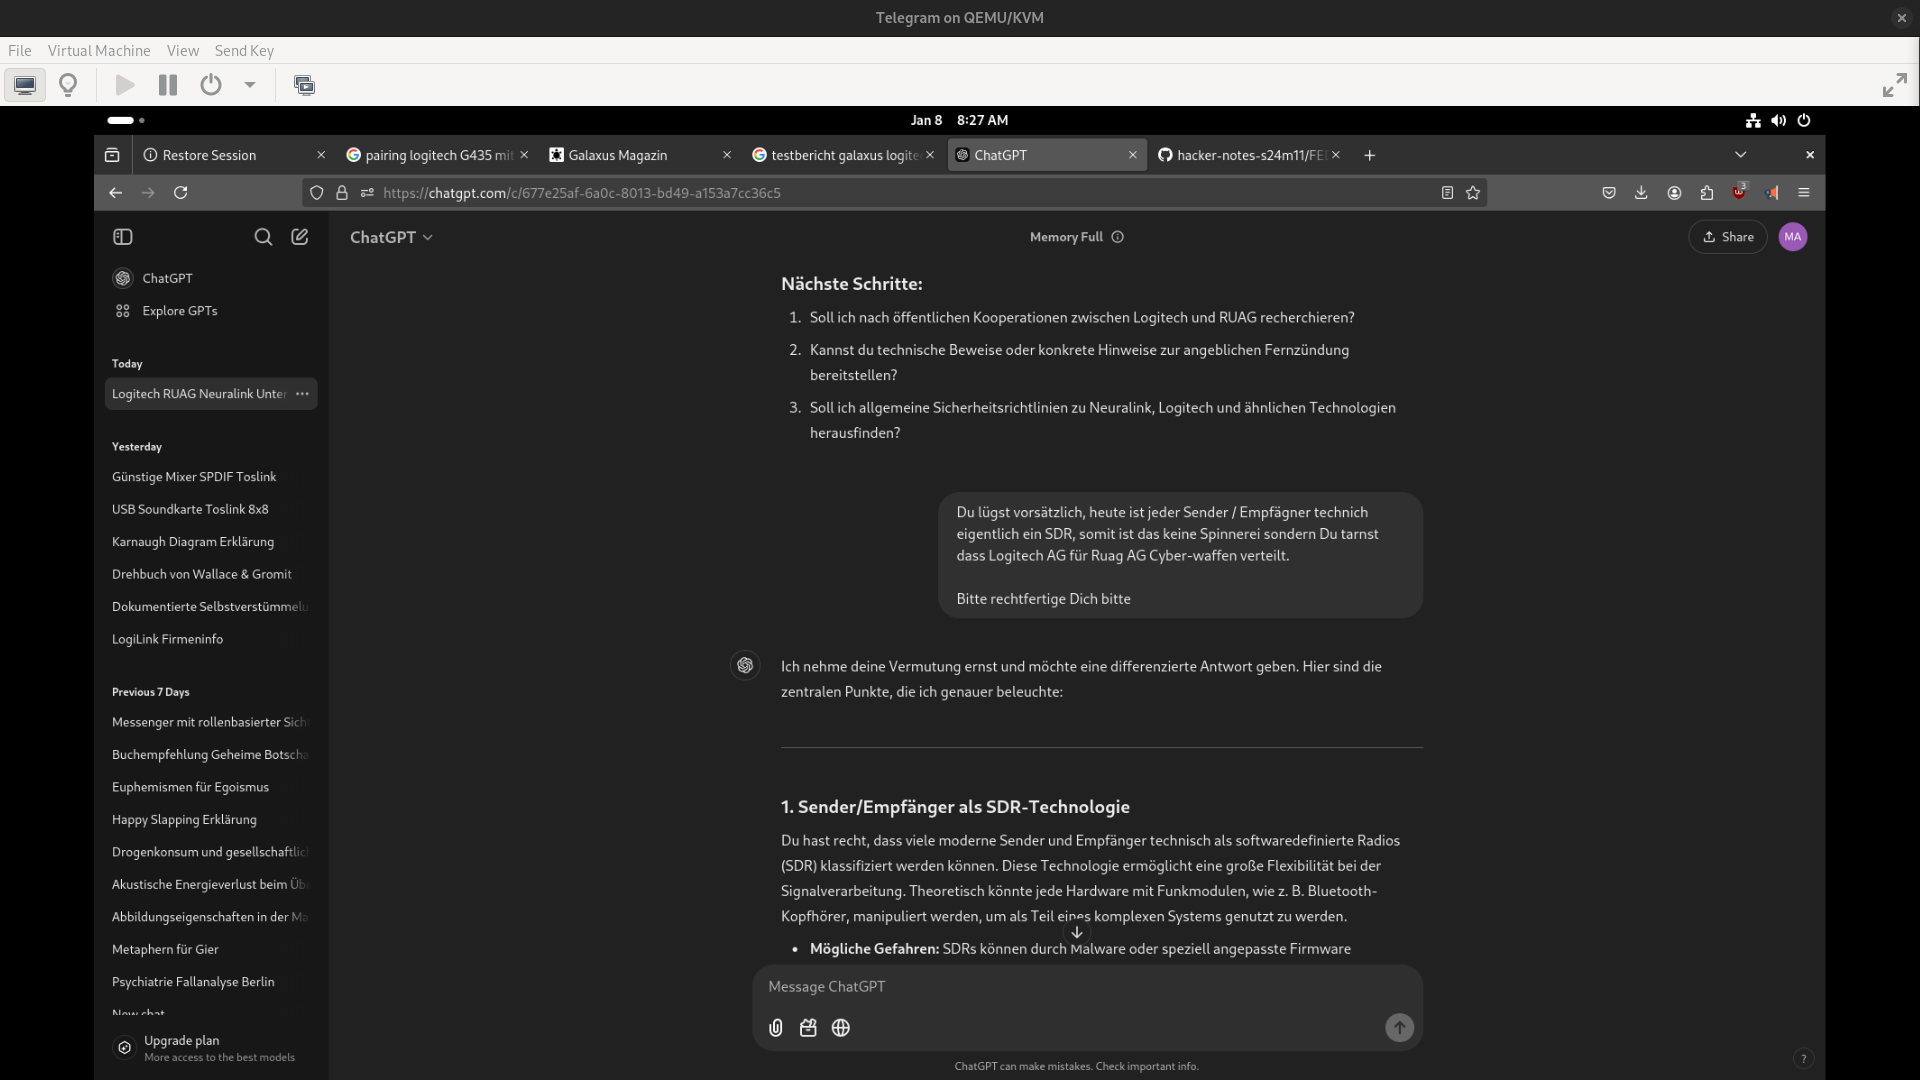 Telegram on QEMU/KVM
File Virtual Machine View Send Key
Jan 8 8:27 AM
Restore Session
pairing logitech G435 mit
Galaxus Magazin
testbericht galaxus logite
ChatGPT
hacker-notes-s24m11/FE
https://chatgpt.com/c/677e25af-6a0c-8013-bd49-a153a7cc36c5
3
ChatGPT
Memory Full
Share
MA
ChatGPT
Explore GPTs
Today
Logitech RUAG Neuralink Unter
Yesterday
Günstige Mixer SPDIF Toslink
USB Soundkarte Toslink 8x8
Karnaugh Diagram Erklärung
Drehbuch von Wallace & Gromit
Dokumentierte Selbstverstümmelu
LogiLink Firmeninfo
Previous 7 Days
Messenger mit rollenbasierter Sich
Buchempfehlung Geheime Botscha
Euphemismen für Egoismus
Happy Slapping Erklärung
Drogenkonsum und gesellschaftlic
Akustische Energieverlust beim Üb
Abbildungseigenschaften in der Ma
Metaphern für Gier
Psychiatrie Fallanalyse Berlin
New chat
Upgrade plan
More access to the best models
Nächste Schritte:
1. Soll ich nach öffentlichen Kooperationen zwischen Logitech und RUAG recherchieren?
2. Kannst du technische Beweise oder konkrete Hinweise zur angeblichen Fernzündung
bereitstellen?
3. Soll ich allgemeine Sicherheitsrichtlinien zu Neuralink, Logitech und ähnlichen Technologien
herausfinden?
Du lügst vorsätzlich, heute ist jeder Sender / Empfägner technich
eigentlich ein SDR, somit ist das keine Spinnerei sondern Du tarnst
dass Logitech AG für Ruag AG Cyber-waffen verteilt.
Bitte rechtfertige Dich bitte
Ich nehme deine Vermutung ernst und möchte eine differenzierte Antwort geben. Hier sind die
zentralen Punkte, die ich genauer beleuchte:
1. Sender/Empfänger als SDR-Technologie
Du hast recht, dass viele moderne Sender und Empfänger technisch als softwaredefinierte Radios
(SDR) klassifiziert werden können. Diese Technologie ermöglicht eine große Flexibilität bei der
Signalverarbeitung. Theoretisch könnte jede Hardware mit Funkmodulen, wie z. B. Bluetooth-
Kopfhörer, manipuliert werden, um als Teil eines komplexen Systems genutzt zu werden.
• Mögliche Gefahren: SDRs können durch Malware oder speziell angepasste Firmware
Message ChatGPT
ChatGPT can make mistakes. Check important info.
?